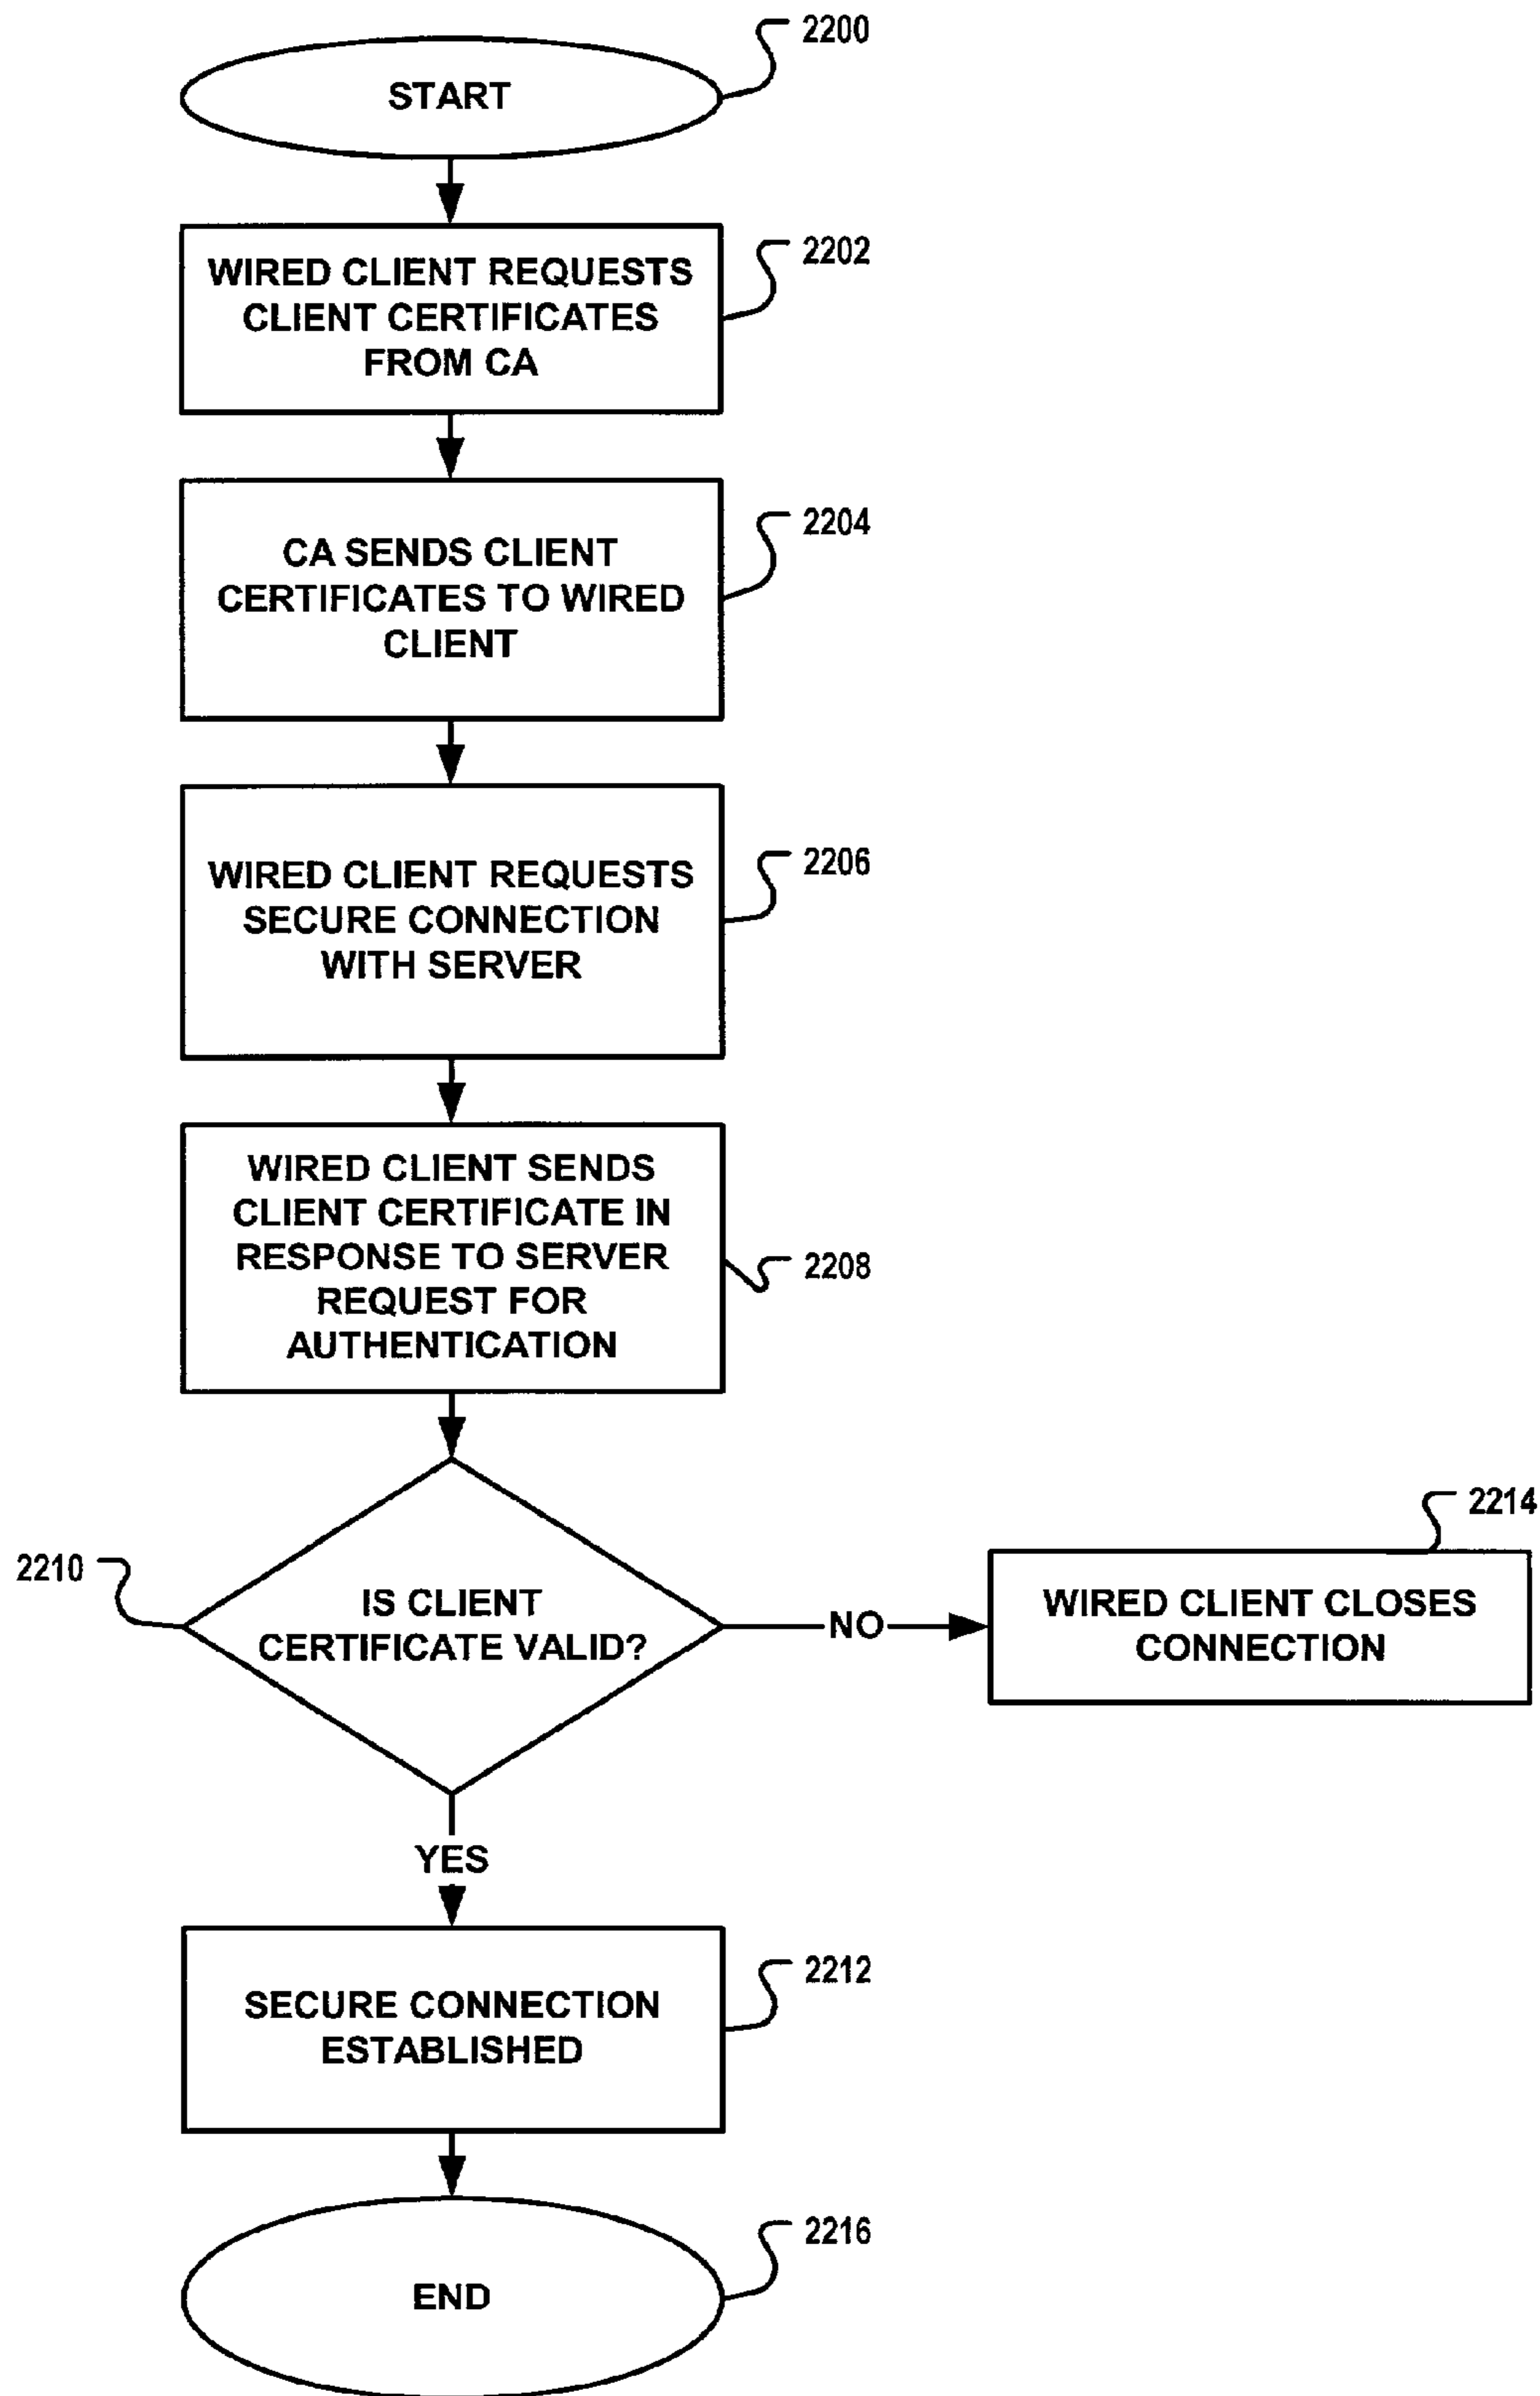 2200
START
2202
WIRED CLIENT REQUESTS
CLIENT CERTIFICATES
FROM CA
2204
CA SENDS CLIENT
CERTIFICATES TO WIRED
CLIENT
2206
WIRED CLIENT REQUESTS
SECURE CONNECTION
WITH SERVER
WIRED CLIENT SENDS
CLIENT CERTIFICATE IN
RESPONSE TO SERVER
REQUEST FOR
AUTHENTICATION
2208
2210
IS CLIENT
CERTIFICATE VALID?
NO
2214
WIRED CLIENT CLOSES
CONNECTION
YES
2212
SECURE CONNECTION
ESTABLISHED
2216
END